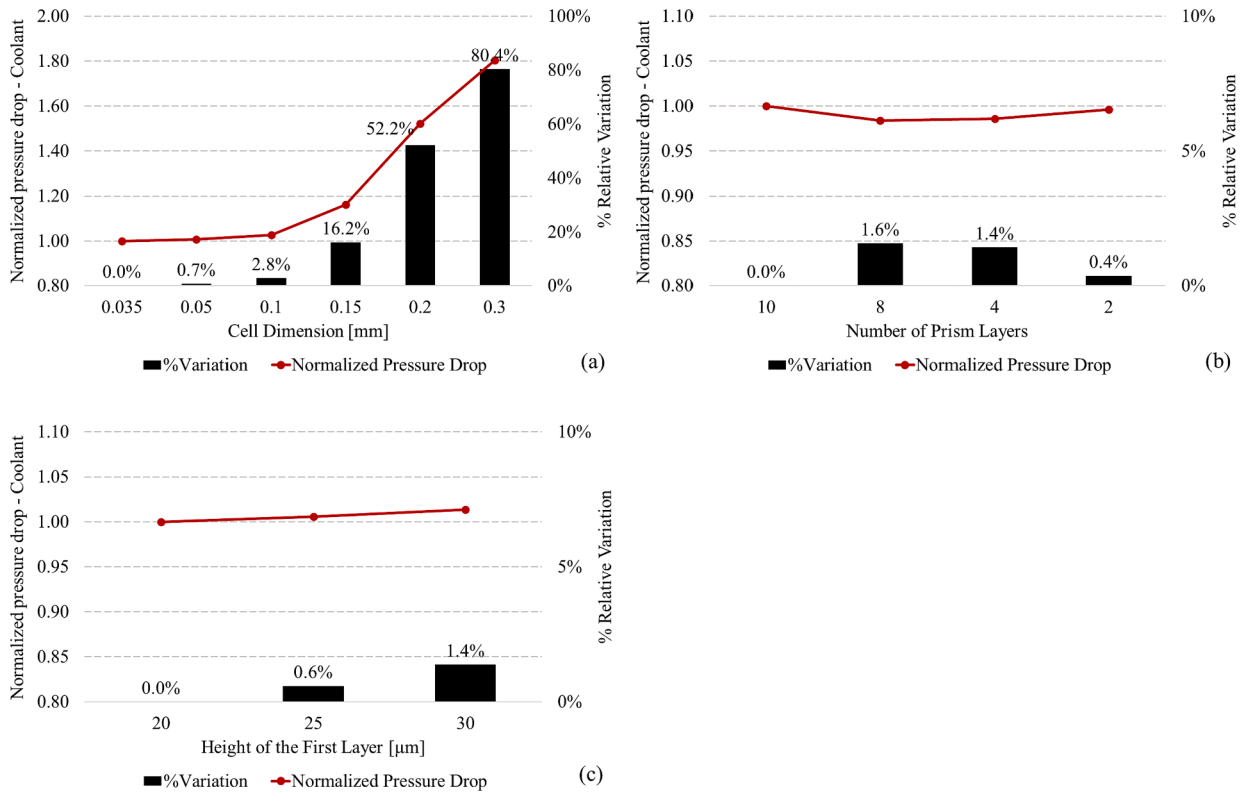 2.00
1.80
1.60
1.40
1.20
1.00
0.80
Normalized pressure drop - Coolant
100%
80%
60%
40%
20%
0%
% Relative Variation
0.0%
0.7%
2.8%
16.2%
52.2%
80.4%
0.035 0.05 0.1 0.15 0.2 0.3
Cell Dimension [mm]
%Variation Normalized Pressure Drop
(a)
1.10
1.05
1.00
0.95
0.90
0.85
0.80
Normalized pressure drop - Coolant
10%
5%
0%
% Relative Variation
0.0%
1.6%
1.4%
0.4%
10 8 4 2
Number of Prism Layers
%Variation Normalized Pressure Drop
(b)
1.10
1.05
1.00
0.95
0.90
0.85
0.80
Normalized pressure drop - Coolant
10%
5%
0%
% Relative Variation
0.0%
0.6%
1.4%
20 25 30
Height of the First Layer [μm]
%Variation Normalized Pressure Drop
(c)